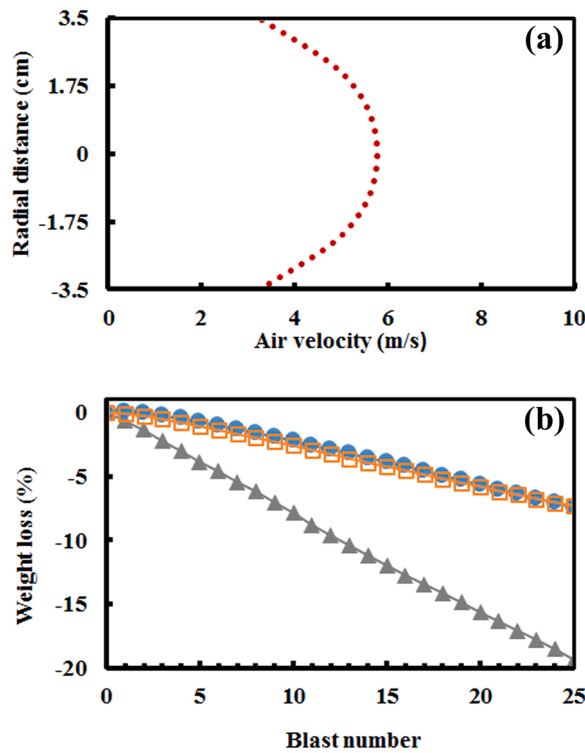 (a)
Radial distance (cm)
3.5
1.75
0
-1.75
-3.5
0 2 4 6 8 10
Air velocity (m/s)
(b)
Weight loss (%)
0
-5
-10
-15
-20
0 5 10 15 20 25
Blast number